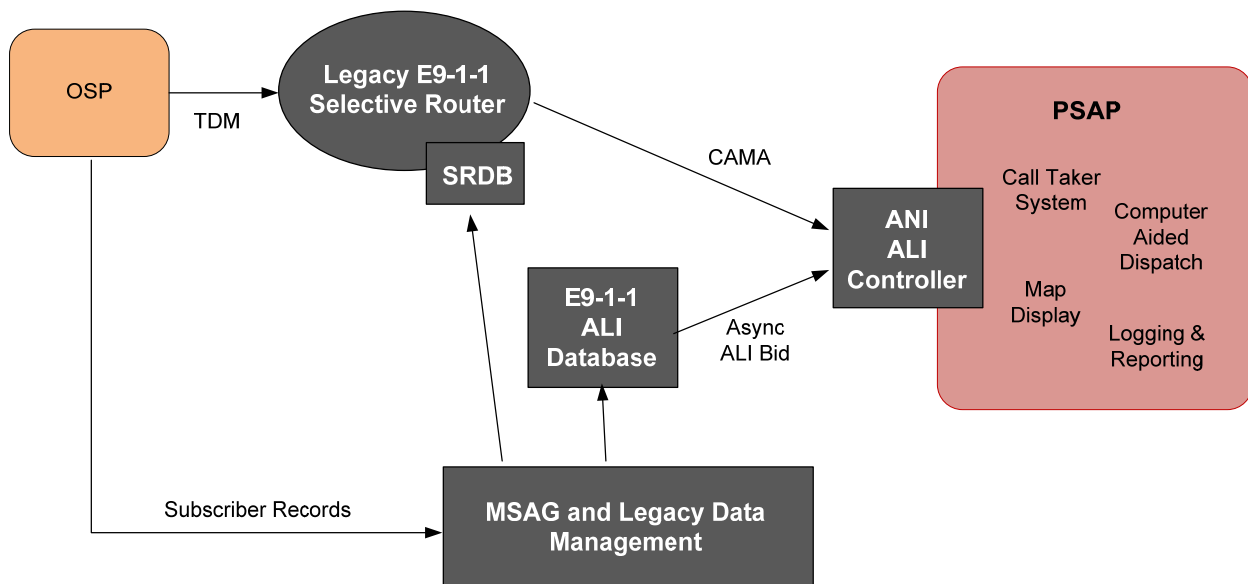 OSP
TDM
Legacy E9-1-1
Selective Router
SRDB
CAMA
PSAP
Call Taker
System
Computer
Aided
Dispatch
Map
Display
Logging &
Reporting
ANI
ALI
Controller
E9-1-1
ALI
Database
Async
ALI Bid
Subscriber Records
MSAG and Legacy Data
Management